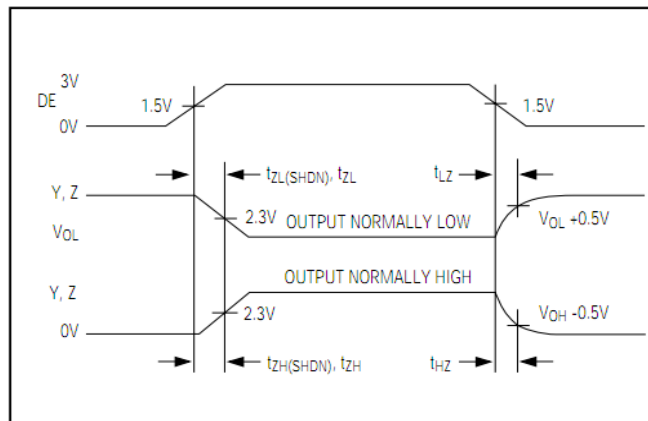 3V
DE
1.5V
1.5V
0V
tZL(SHDN), tZL
tLZ
Y, Z
2.3V
OUTPUT NORMALLY LOW
VOL +0.5V
VOL
OUTPUT NORMALLY HIGH
Y, Z
2.3V
VOH -0.5V
0V
tZH(SHDN), tZH
tHZ